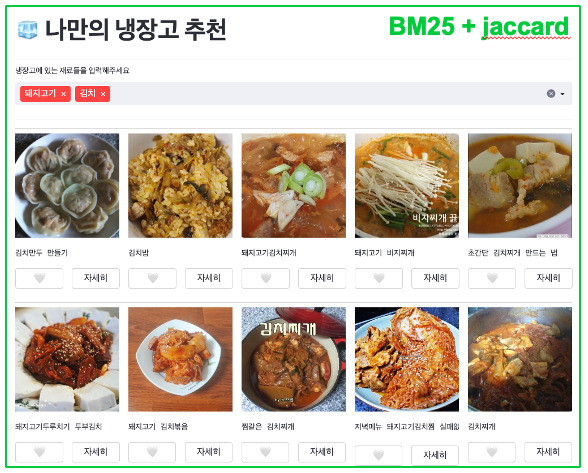 나만의 냉장고 추천
BM25 + jaccard
냉장고에 있는 재료들을 입력해주세요
돼지고기 × 김치 ×
비지찌개 끓
김치만두 만들기
김치밥
돼지고기김치찌개
돼지고기 비지찌개
초간단 김치찌개 만드는 법
자세히
자세히
자세히
자세히
자세히
김치찌개
돼지고기두루치기 두부김치
돼지고기 김치볶음
찜같은 김치찌개
저녁메뉴 돼지고기김치찜 실패없
김치찌개
자세히
자세히
자세히
자세히
자세히